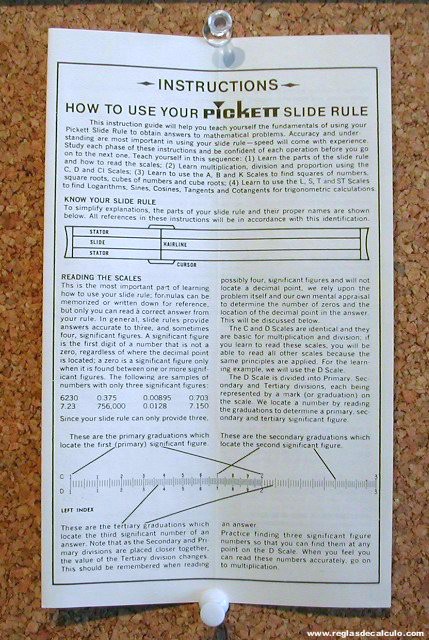 INSTRUCTIONS
HOW TO USE YOUR PICKETT SLIDE RULE
This instruction guide will help you teach yourself the fundamentals of using your
Pickett Slide Rule to obtain answers to mathematical problems. Accuracy and under
standing are most important in using your slide rule—speed will come with experience.
Study each phase of these instructions and be confident of each operation before you go
on to the next one. Teach yourself in this sequence: (1) Learn the parts of the slide rule
and how to read the scales; (2) Learn multiplication, division and proportion using the
C, D and CI Scales; (3) Learn to use the A, B and K Scales to find squares of numbers,
square roots, cubes of numbers and cube roots; (4) Learn to use the L, S, T and ST Scales
to find Logarithms, Sines, Cosines, Tangents and Cotangents for trigonometric calculations.
KNOW YOUR SLIDE RULE
To simplify explanations, the parts of your slide rule and their proper names are shown
below. All references in these instructions will be in accordance with this identification.
STATOR
SLIDE
HAIRLINE
STATOR
CURSOR
READING THE SCALES
This is the most important part of learning
how to use your slide rule; formulas can be
memorized or written down for reference,
but only you can read a correct answer from
your rule. In general, slide rules provide
answers accurate to three, and sometimes
four, significant figures. A significant figure
is the first digit of a number that is not a
zero, regardless of where the decimal point
is located; a zero is a significant figure only
when it is found between one or more signif-
icant figures. The following are samples of
numbers with only three significant figures:
6230 0.375 0.00895 0.703
7.23 756,000 0.0128 7.150
Since your slide rule can only provide three,
possibly four, significant figures and will not
locate a decimal point, we rely upon the
problem itself and our own mental appraisal
to determine the number of zeros and the
location of the decimal point in the answer.
This will be discussed below.
The C and D Scales are identical and they
are basic for multiplication and division; if
you learn to read these scales, you will be
able to read all other scales because the
same principles are applied. For the learn-
ing example, we will use the D Scale.
The D Scale is divided into Primary, Sec-
ondary and Tertiary divisions, each being
represented by a mark (or graduation) on
the scale. We locate a number by reading
the graduations to determine a primary, sec-
ondary and tertiary significant figure.
These are the primary graduations which
locate the first (primary) significant figure.
These are the secondary graduations which
locate the second significant figure.
C
D
LEFT INDEX
These are the tertiary graduations which
locate the third significant number of an
answer. Note that as the Secondary and Pri
mary divisions are placed closer together,
the value of the Tertiary division changes.
This should be remembered when reading
an answer.
Practice finding three significant figure
numbers so that you can find them at any
point on the D Scale. When you feel you
can read these numbers accurately, go on
to multiplication.
www.reglasdecalculo.com